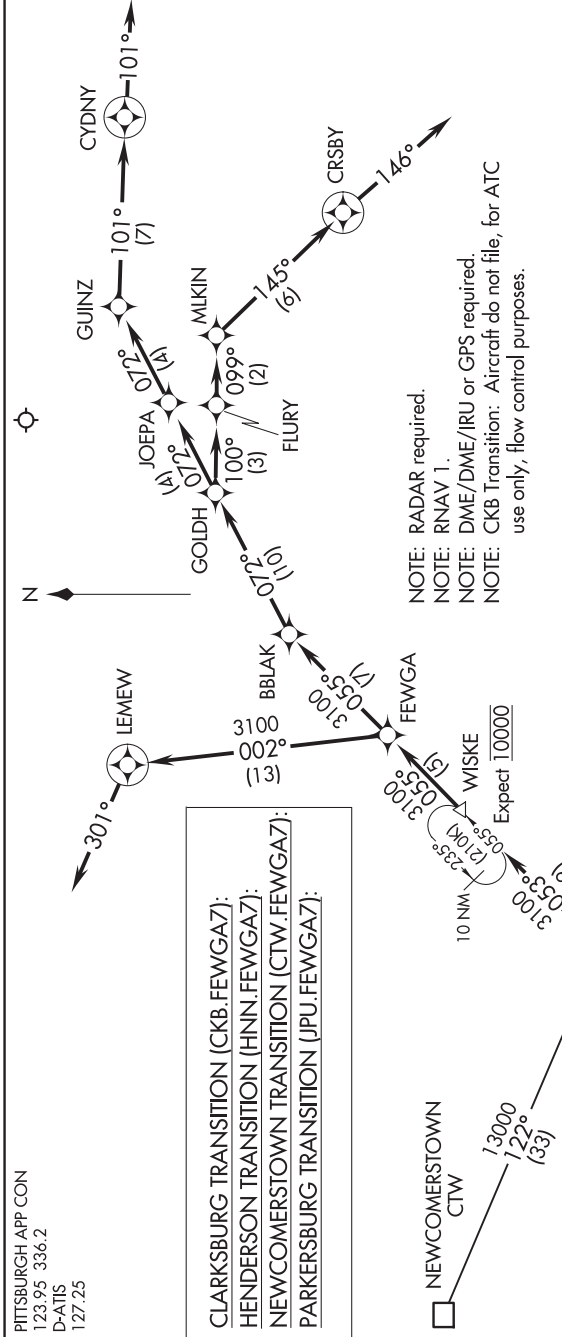 PITTSBURGH APP CON
123.95 336.2
D-ATIS
127.25
CLARKSBURG TRANSITION (CKB.FEWGA7):
HENDERSON TRANSITION (HNN.FEWGA7):
NEWCOMERSTOWN TRANSITION (CTW.FEWGA7):
PARKERSBURG TRANSITION (JPU.FEWGA7):
N
301°
LEMEW
3100
002°
(13)
CYDNY
101°
101°
(7)
GUINZ
072°
(4)
JOEPA
072°
(4)
GOLDH
100°
(3)
FLURY
099°
(2)
MLKIN
145°
(6)
CRSBY
146°
072°
(10)
BBLAK
3100
055°
(7)
FEWGA
3100
055°
(5)
WISKE
Expect 10000
10 NM
235°
(210K)
055°
3100
053°
NEWCOMERSTOWN
CTW
13000
122°
(33)
NOTE: RADAR required.
NOTE: RNAV 1.
NOTE: DME/DME/IRU or GPS required.
NOTE: CKB Transition: Aircraft do not file, for ATC
use only, flow control purposes.